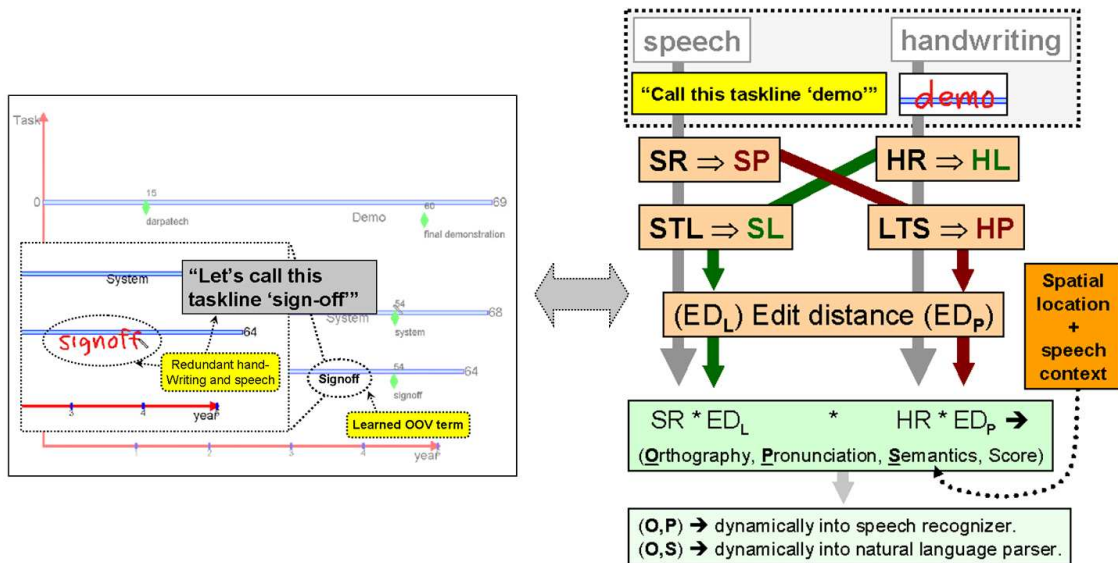 Task
0
15
darpatech
Demo
60
final demonstration
69
System
"Let's call this
taskline 'sign-off'"
signoff
64
Redundant hand-
Writing and speech
3
4
year
System
54
system
68
Signoff
54
signoff
64
Learned OOV term
1
2
3
4
year
speech
handwriting
"Call this taskline 'demo'"
demo
SR ⇒ SP
HR ⇒ HL
STL ⇒ SL
LTS ⇒ HP
(ED_L) Edit distance (ED_P)
Spatial
location
+
speech
context
SR * ED_L * HR * ED_P ➔
(Orthography, Pronunciation, Semantics, Score)
(O,P) ➔ dynamically into speech recognizer.
(O,S) ➔ dynamically into natural language parser.